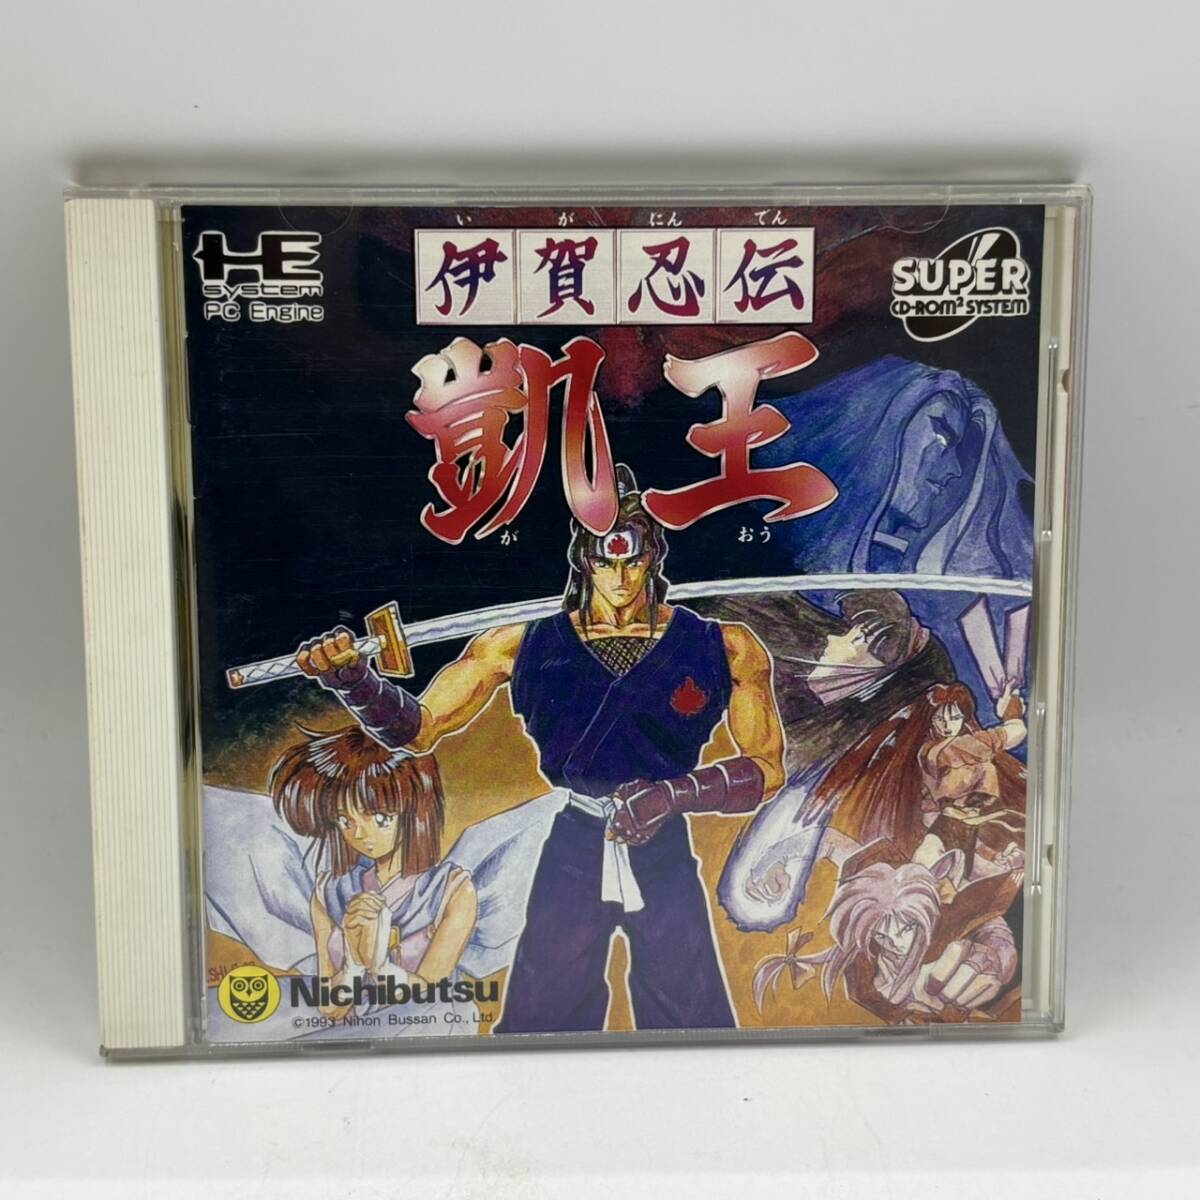 HE
system
PC Engine
い が にん でん
伊賀忍伝
凱王
が おう
SUPER
CD-ROM² SYSTEM
Nichibutsu
©1993 Nihon Bussan Co., Ltd.